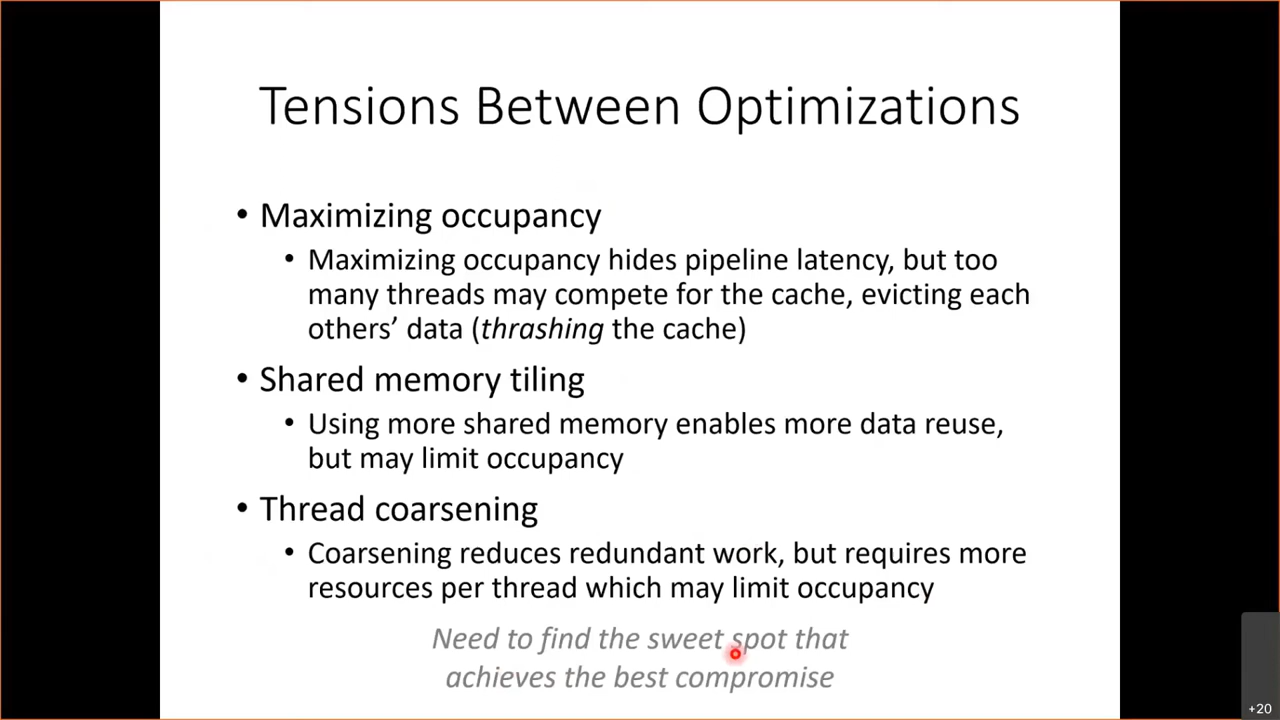 Tensions Between Optimizations
• Maximizing occupancy
• Maximizing occupancy hides pipeline latency, but too
many threads may compete for the cache, evicting each
others’ data (thrashing the cache)
• Shared memory tiling
• Using more shared memory enables more data reuse,
but may limit occupancy
• Thread coarsening
• Coarsening reduces redundant work, but requires more
resources per thread which may limit occupancy
Need to find the sweet spot that
achieves the best compromise
+20